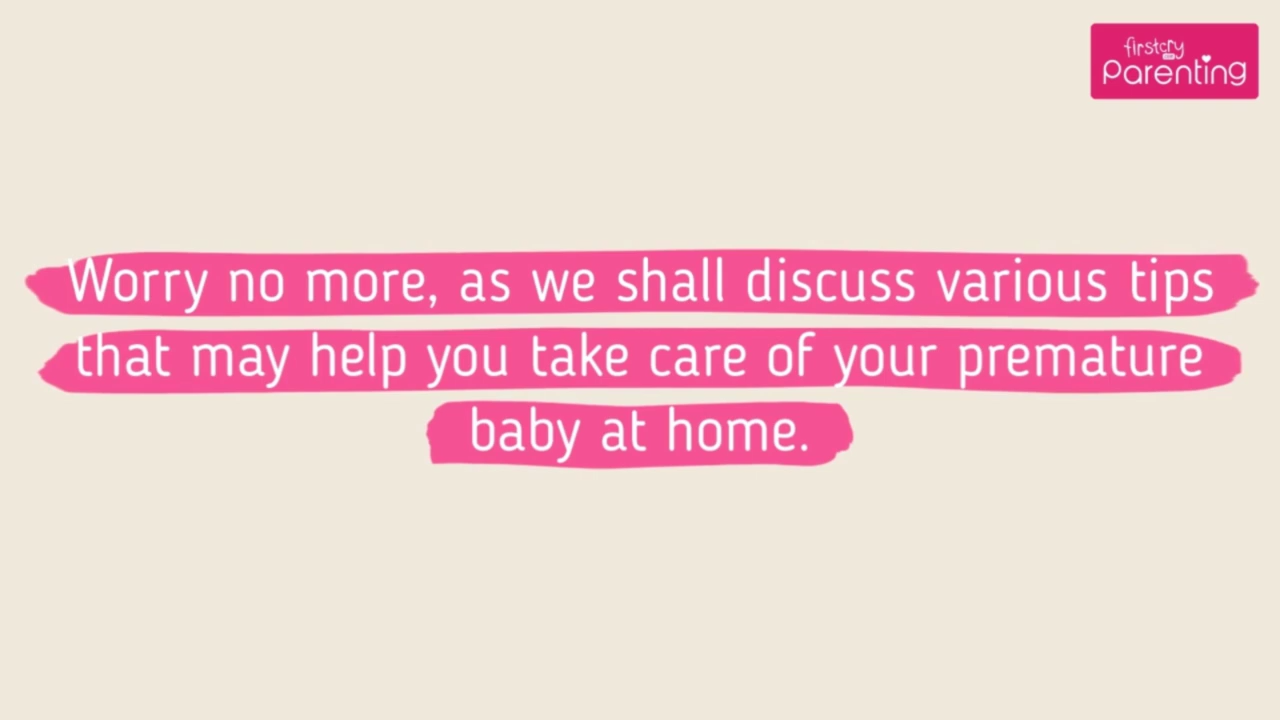 firstcry
Parenting
Worry no more, as we shall discuss various tips
that may help you take care of your premature
baby at home.